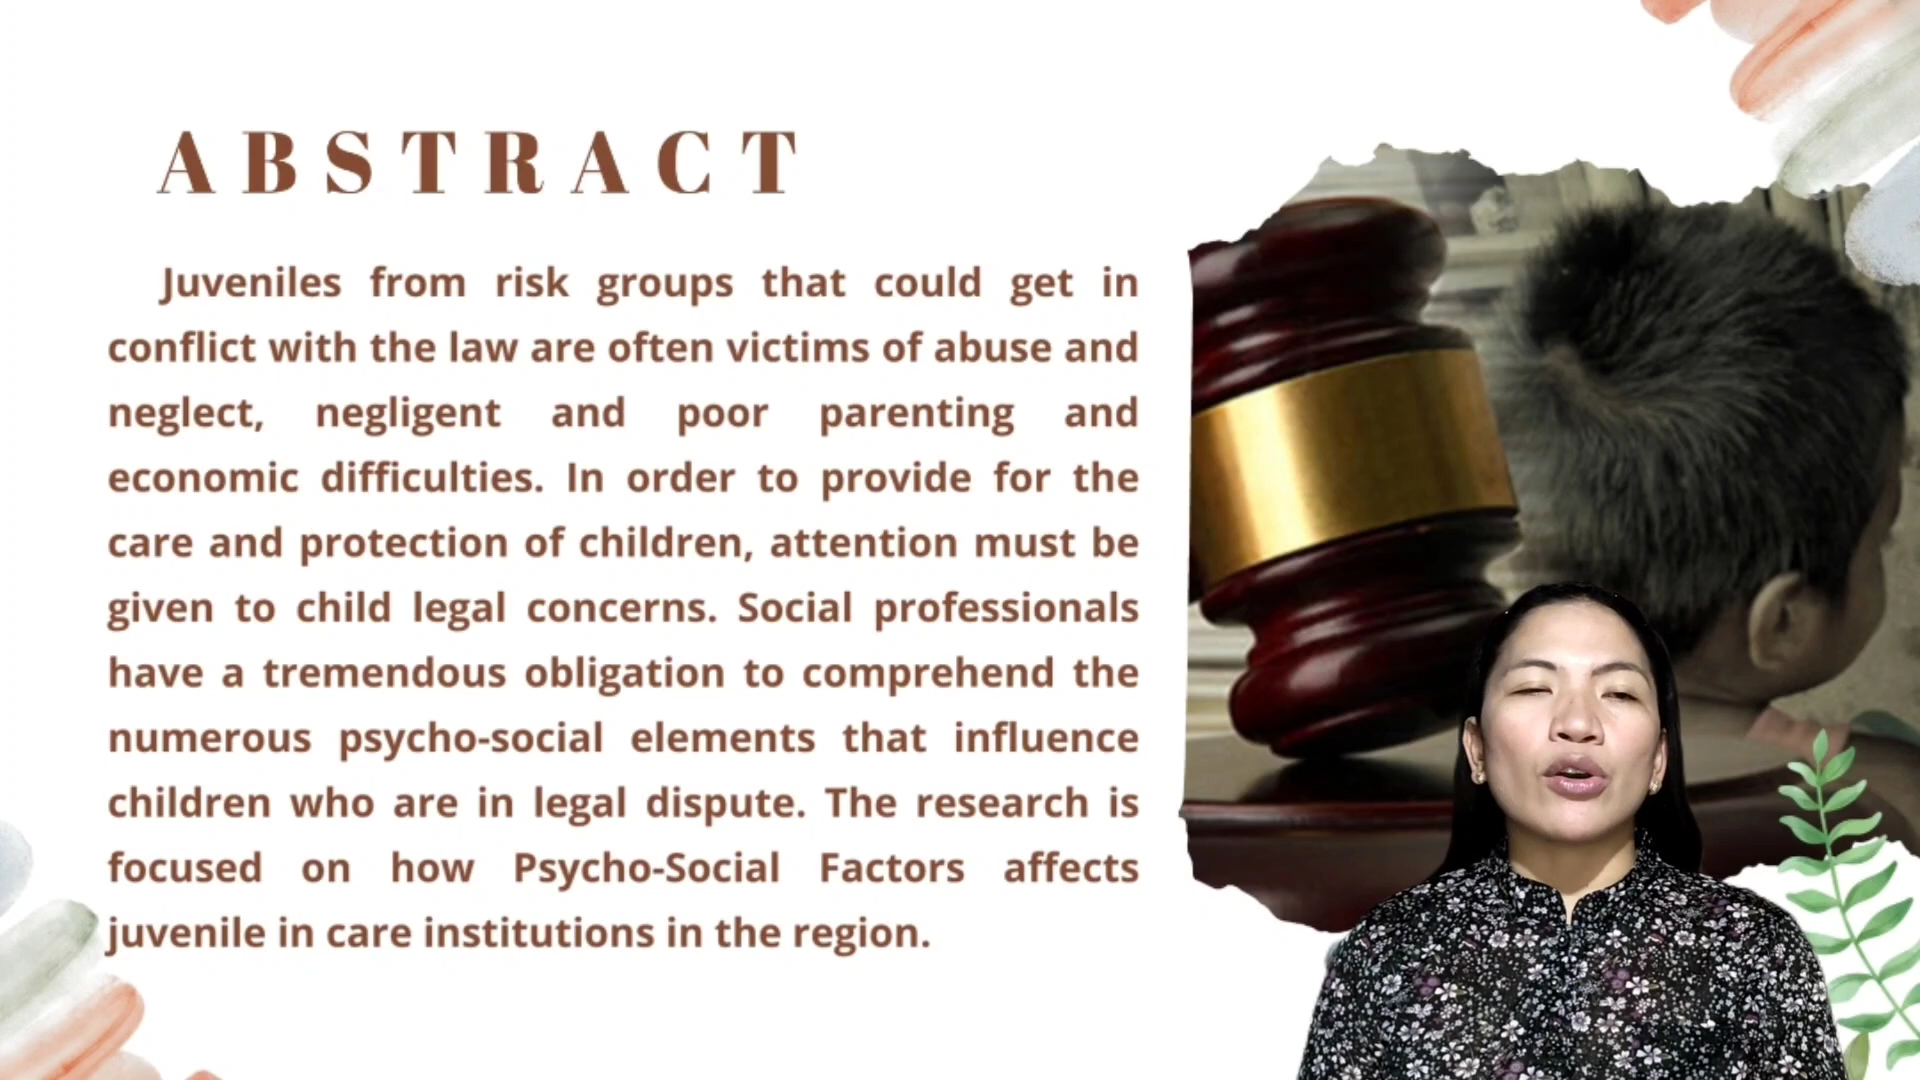 ABSTRACT
Juveniles from risk groups that could get in
conflict with the law are often victims of abuse and
neglect, negligent and poor parenting and
economic difficulties. In order to provide for the
care and protection of children, attention must be
given to child legal concerns. Social professionals
have a tremendous obligation to comprehend the
numerous psycho-social elements that influence
children who are in legal dispute. The research is
focused on how Psycho-Social Factors affects
juvenile in care institutions in the region.